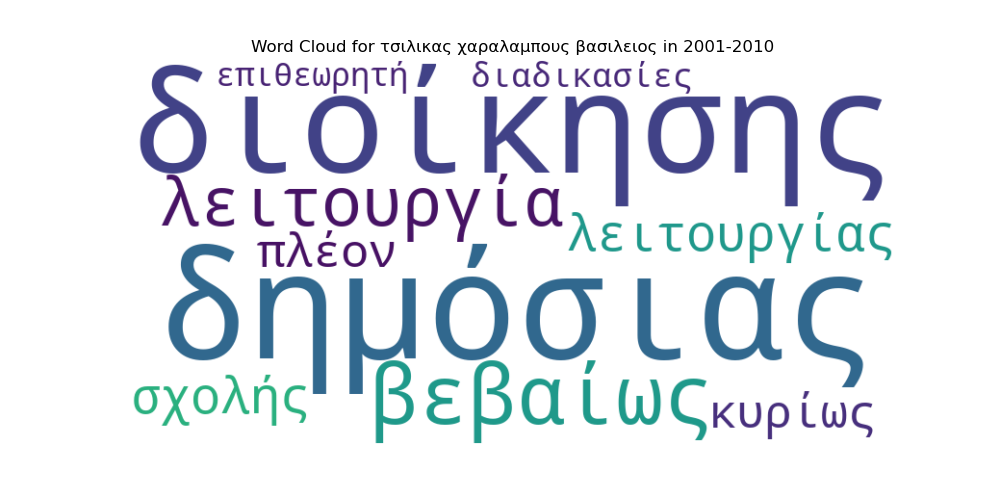 Word Cloud for τσιλικας χαραλαμπους βασιλειος in 2001-2010
επιθεωρητή διαδικασίες
διοίκησης
λειτουργία
λειτουργίας
πλέον
δημόσιας
σχολής βεβαίως κυρίως